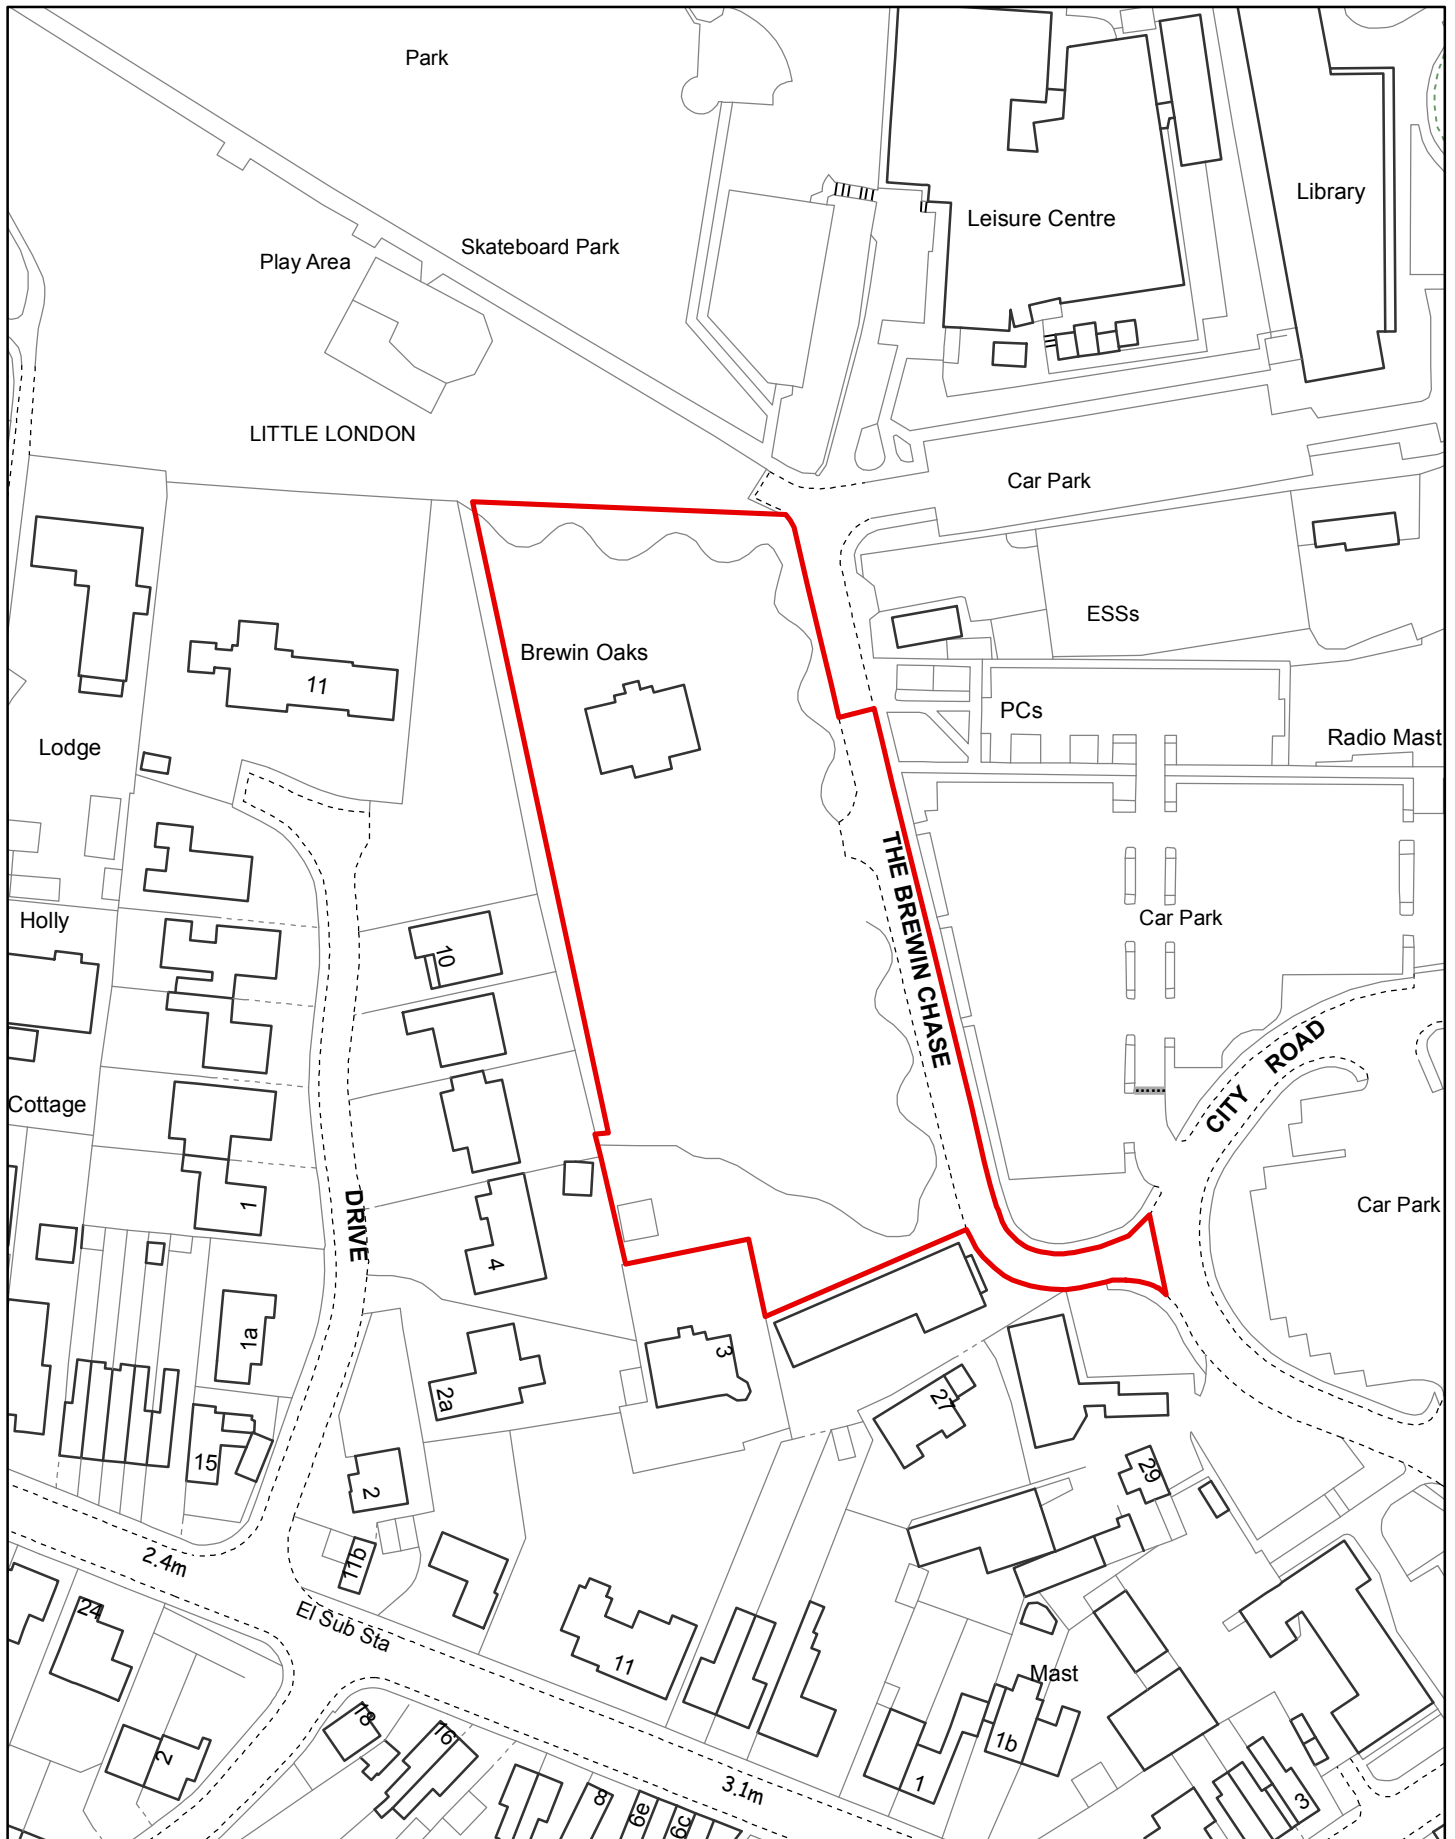 Park
Library
Leisure Centre
Skateboard Park
Play Area
LITTLE LONDON
Car Park
ESSs
Brewin Oaks
11
PCs
Radio Mast
Lodge
THE BREWIN CHASE
Car Park
Holly
10
CITY ROAD
Cottage
1
DRIVE
Car Park
4
1a
3
2a
27
15
29
2
2.4m
11b
24
El Sub Sta
11
Mast
18
16
2
1b
1
3.1m
8
6e
6c
3